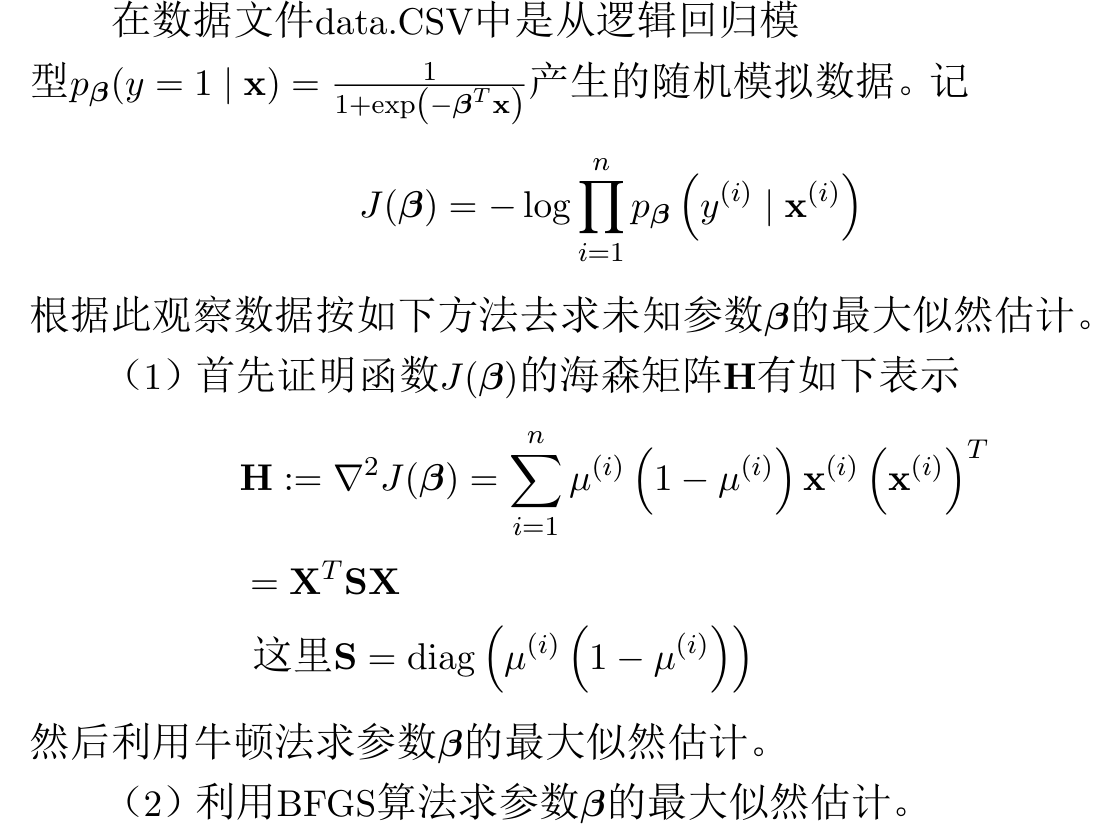 在数据文件data.CSV中是从逻辑回归模
型$p_{\boldsymbol{\beta}}(y = 1 \mid \mathbf{x}) = \frac{1}{1+\exp\left(-\boldsymbol{\beta}^T \mathbf{x}\right)}$产生的随机模拟数据。记
$J(\boldsymbol{\beta}) = -\log \prod_{i=1}^{n} p_{\boldsymbol{\beta}}\left(y^{(i)} \mid \mathbf{x}^{(i)}\right)$
根据此观察数据按如下方法去求未知参数$\boldsymbol{\beta}$的最大似然估计。
（1）首先证明函数$J(\boldsymbol{\beta})$的海森矩阵$\mathbf{H}$有如下表示
$\mathbf{H} := \nabla^2 J(\boldsymbol{\beta}) = \sum_{i=1}^{n} \mu^{(i)}\left(1 - \mu^{(i)}\right)\mathbf{x}^{(i)}\left(\mathbf{x}^{(i)}\right)^T$
$= \mathbf{X}^T \mathbf{S} \mathbf{X}$
这里$\mathbf{S} = \operatorname{diag}\left(\mu^{(i)}\left(1 - \mu^{(i)}\right)\right)$
然后利用牛顿法求参数$\boldsymbol{\beta}$的最大似然估计。
（2）利用BFGS算法求参数$\boldsymbol{\beta}$的最大似然估计。